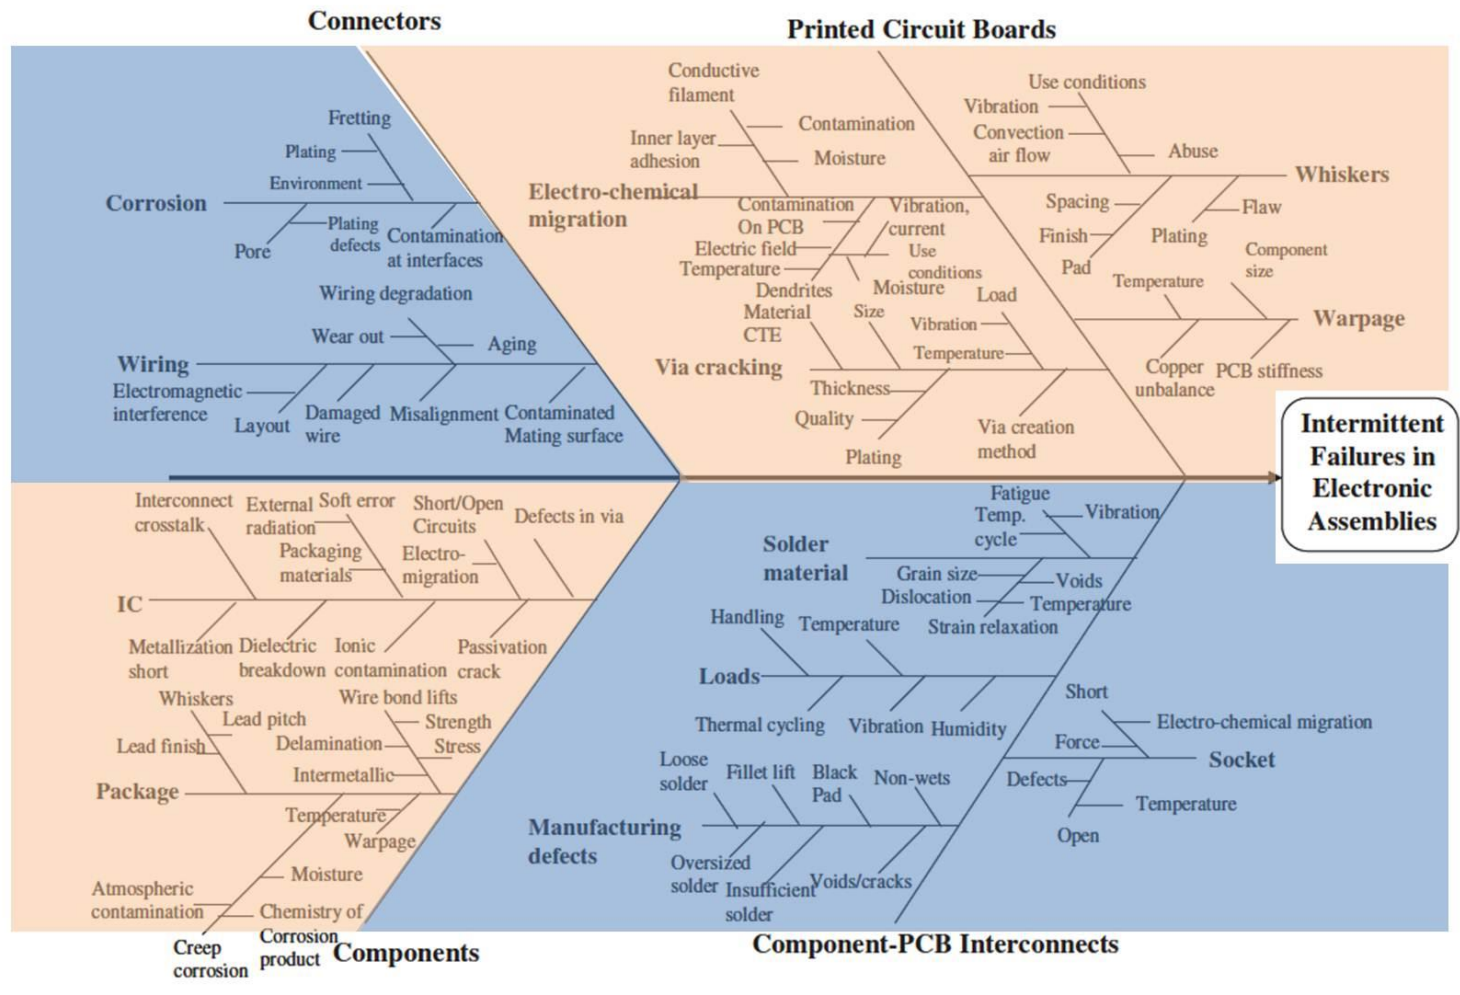 Connectors
Printed Circuit Boards
Fretting
Plating
Environment
Corrosion
Pore
Plating
defects
Contamination
at interfaces
Wiring degradation
Wear out
Aging
Wiring
Electromagnetic
interference
Layout
Damaged
wire
Misalignment
Contaminated
Mating surface
Conductive
filament
Contamination
Inner layer
adhesion
Moisture
Electro-chemical
migration
Contamination
On PCB
Electric field
Temperature
Dendrites
Vibration,
current
Use
conditions
Moisture
Material
CTE
Size
Load
Vibration
Temperature
Via cracking
Thickness
Quality
Plating
Via creation
method
Use conditions
Vibration
Convection
air flow
Abuse
Whiskers
Spacing
Finish
Pad
Flaw
Plating
Component
size
Temperature
Warpage
Copper
unbalance
PCB stiffness
Intermittent
Failures in
Electronic
Assemblies
Interconnect
crosstalk
External
radiation
Soft error
Packaging
materials
Short/Open
Circuits
Electro-
migration
Defects in via
IC
Metallization
short
Dielectric
breakdown
Ionic
contamination
Passivation
crack
Whiskers
Lead pitch
Lead finish
Wire bond lifts
Strength
Delamination
Stress
Intermetallic
Package
Temperature
Warpage
Moisture
Atmospheric
contamination
Chemistry of
Corrosion
product
Creep
corrosion
Components
Fatigue
Temp.
cycle
Vibration
Solder
material
Grain size
Dislocation
Voids
Temperature
Strain relaxation
Handling
Temperature
Loads
Thermal cycling
Vibration
Humidity
Short
Electro-chemical migration
Force
Socket
Defects
Temperature
Open
Loose
solder
Fillet lift
Black
Pad
Non-wets
Manufacturing
defects
Oversized
solder
Insufficient
solder
Voids/cracks
Component-PCB Interconnects